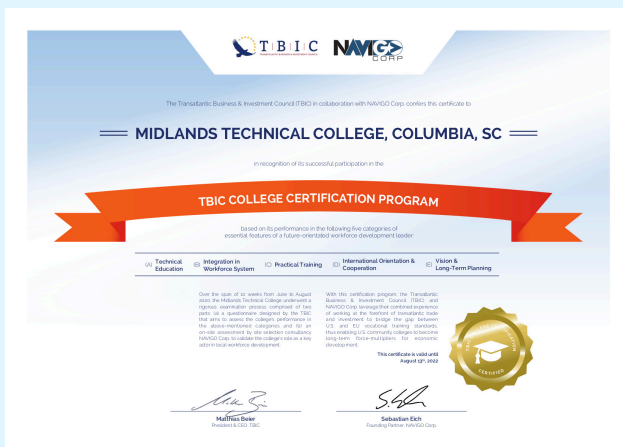 T|B|I|C
TRANSATLANTIC BUSINESS & INVESTMENT COUNCIL
NAVIGO
CORP
The Transatlantic Business & Investment Council (TBIC) in collaboration with NAVIGO Corp. confers this certificate to
MIDLANDS TECHNICAL COLLEGE, COLUMBIA, SC
in recognition of its successful participation in the
TBIC COLLEGE CERTIFICATION PROGRAM
based on its performance in the following five categories of
essential features of a future-orientated workforce development leader:
(A) Technical Education
(B) Integration in Workforce System
(C) Practical Training
(D) International Orientation & Cooperation
(E) Vision & Long-Term Planning
Over the span of 12 weeks from June to August
2020, the Midlands Technical College underwent a
rigorous examination process comprised of two
parts: (a) a questionnaire designed by the TBIC
that aims to assess the college's performance in
the above-mentioned categories and (b) an
on-site assessment by site selection consultancy
NAVIGO Corp. to validate the college's role as a key
actor in local workforce development.
With this certification program, the Transatlantic
Business & Investment Council (TBIC) and
NAVIGO Corp. leverage their combined experience
of working at the forefront of transatlantic trade
and investment to bridge the gap between
U.S. and EU vocational training standards,
thus enabling U.S. community colleges to become
long-term force-multipliers for economic
development.
This certificate is valid until
August 13th, 2022
CERTIFIED
Matthias Beier
President & CEO, TBIC
Sebastian Eich
Founding Partner, NAVIGO Corp.